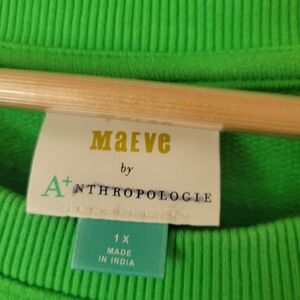 MAEVE
by
A+NTHROPOLOGIE
1X
MADE
IN INDIA